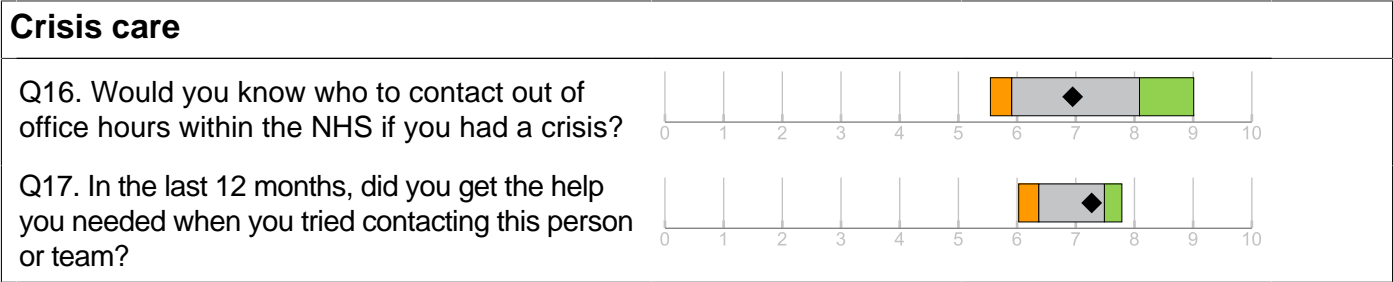 Crisis care
Q16. Would you know who to contact out of
office hours within the NHS if you had a crisis?
0 1 2 3 4 5 6 7 8 9 10
Q17. In the last 12 months, did you get the help
you needed when you tried contacting this person
or team?
0 1 2 3 4 5 6 7 8 9 10